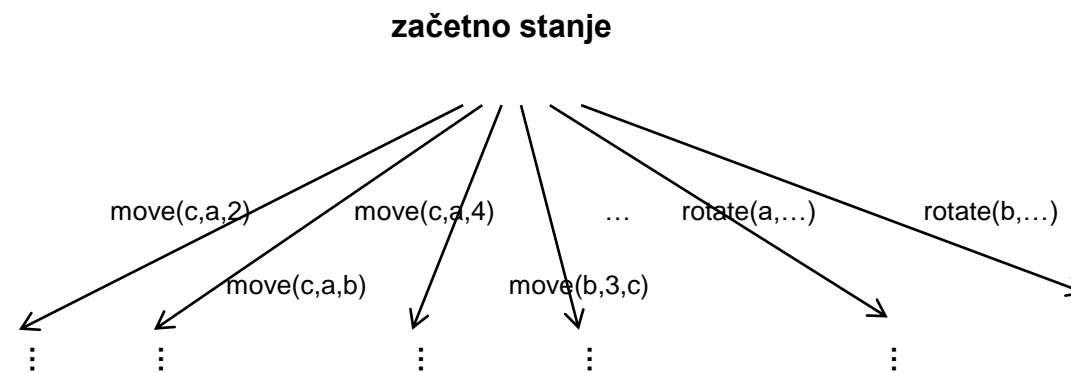 začetno stanje
move(c,a,2) move(c,a,4) … rotate(a,…) rotate(b,…)
move(c,a,b) move(b,3,c)